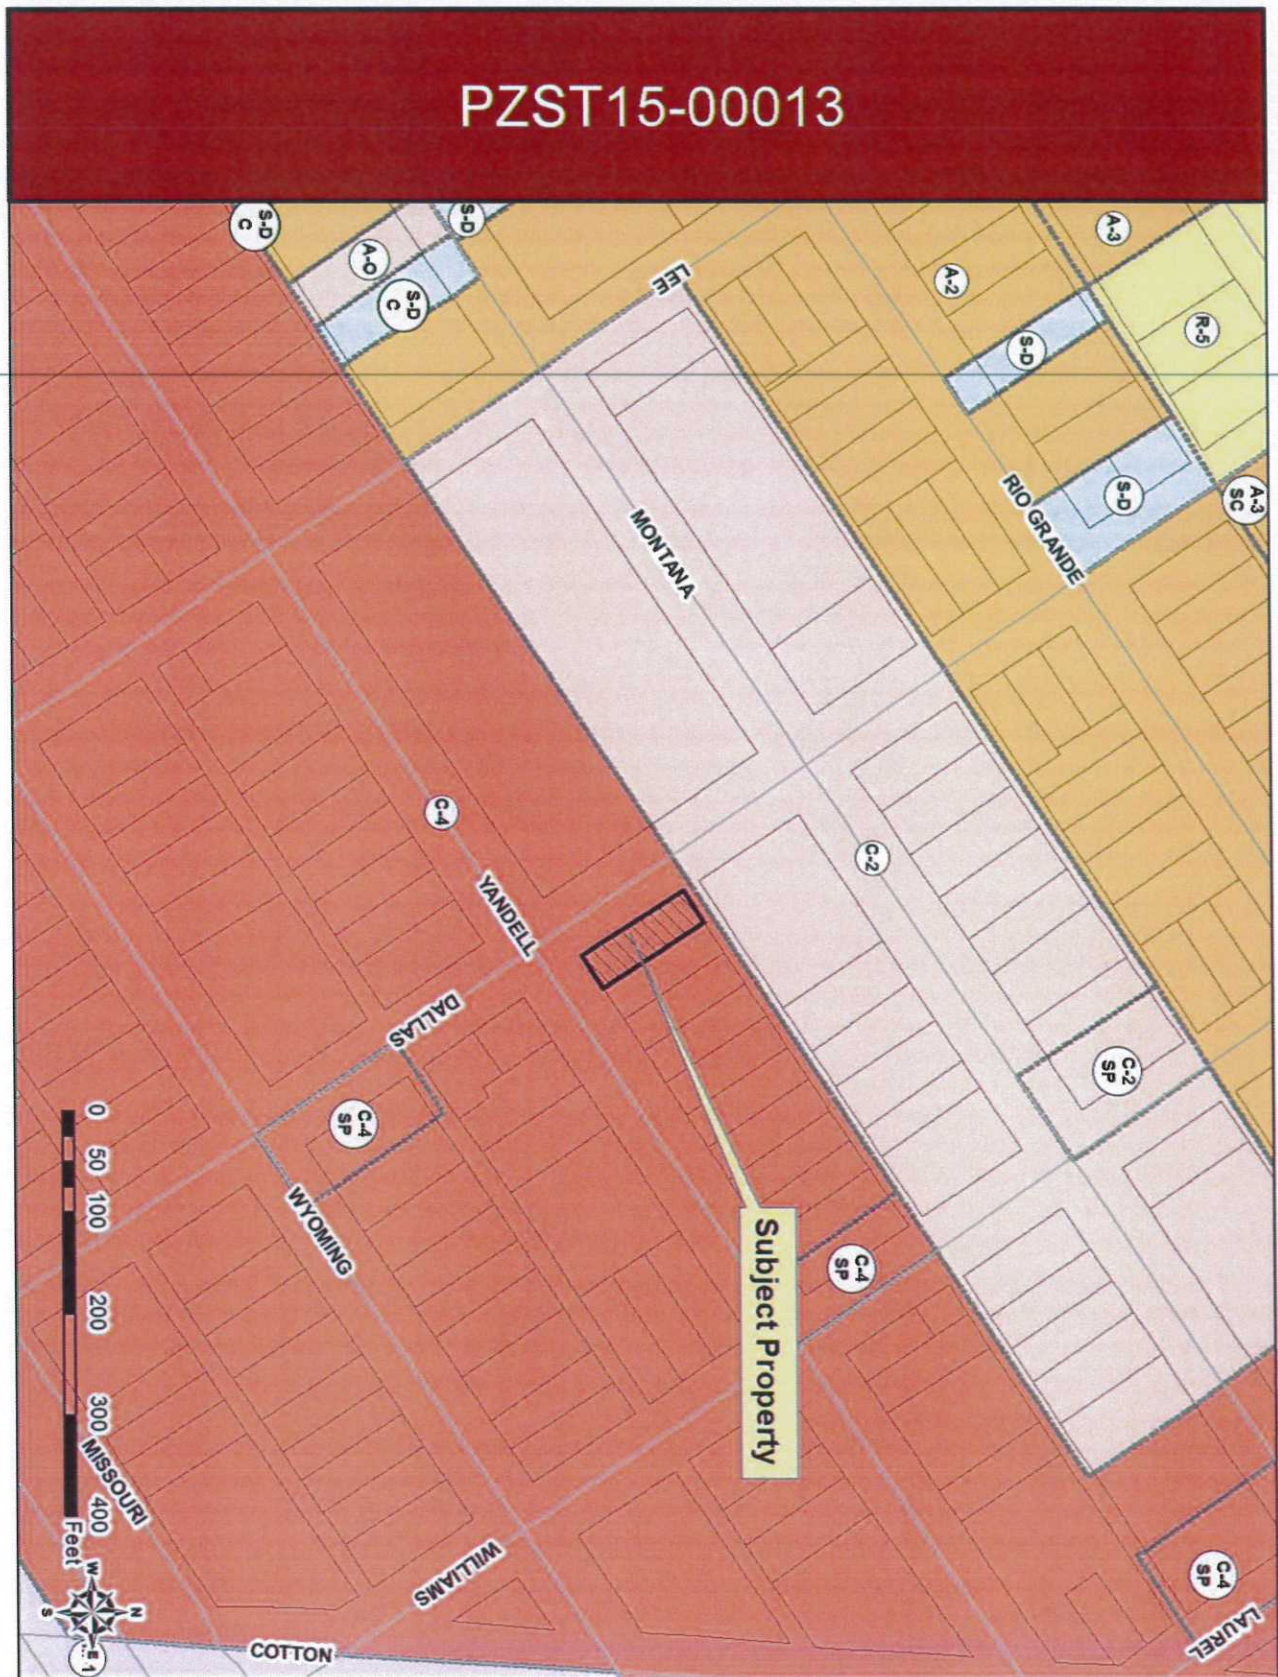 PZST15-00013
S-D
C
A-O
S-D
S-D
C
LEE
A-3
A-2
R-5
S-D
S-D
A-3
SC
RIO GRANDE
MONTANA
C-4
YANDELL
C-2
DALLAS
C-4
SP
C-2
SP
WYOMING
Subject Property
C-4
SP
C-4
SP
LAUREL
WILLIAMS
MISSOURI
COTTON
0 50 100 200 300 400
Feet
N
W
E
S